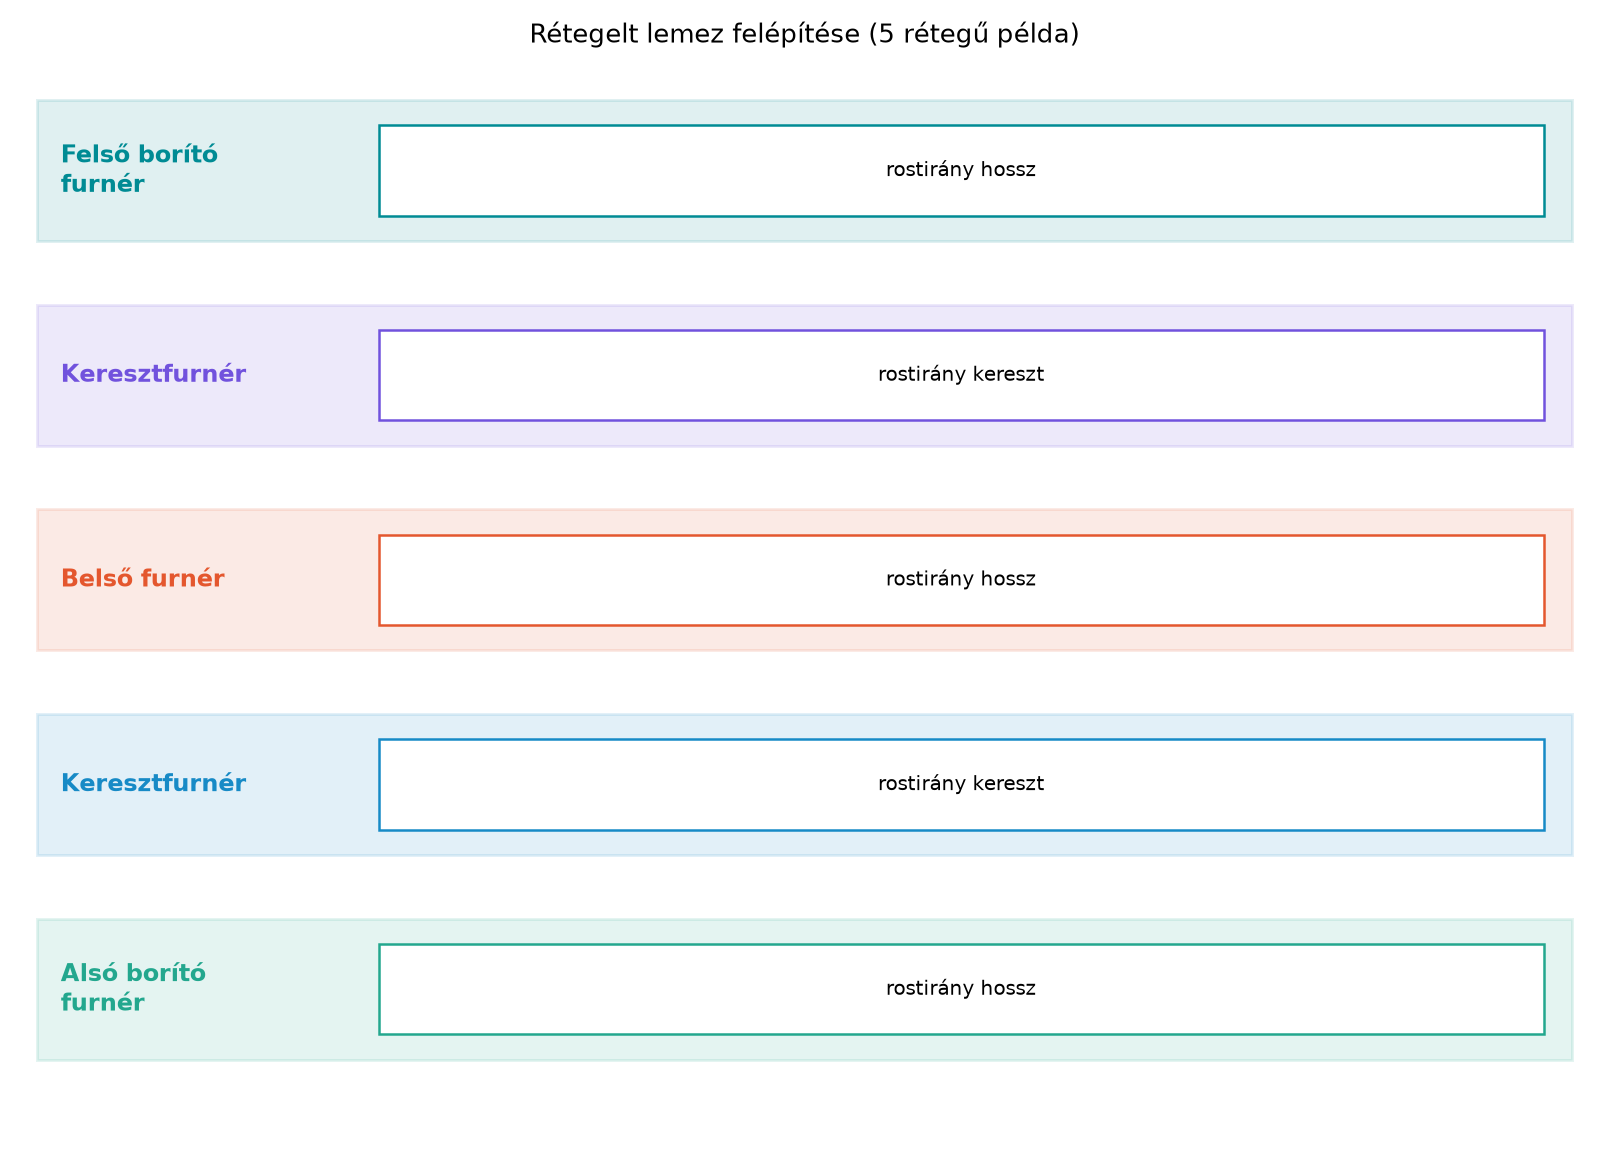 Rétegelt lemez felépítése (5 rétegű példa)
Felső borító
furnér
rostirány hossz
Keresztfurnér
rostirány kereszt
Belső furnér
rostirány hossz
Keresztfurnér
rostirány kereszt
Alsó borító
furnér
rostirány hossz